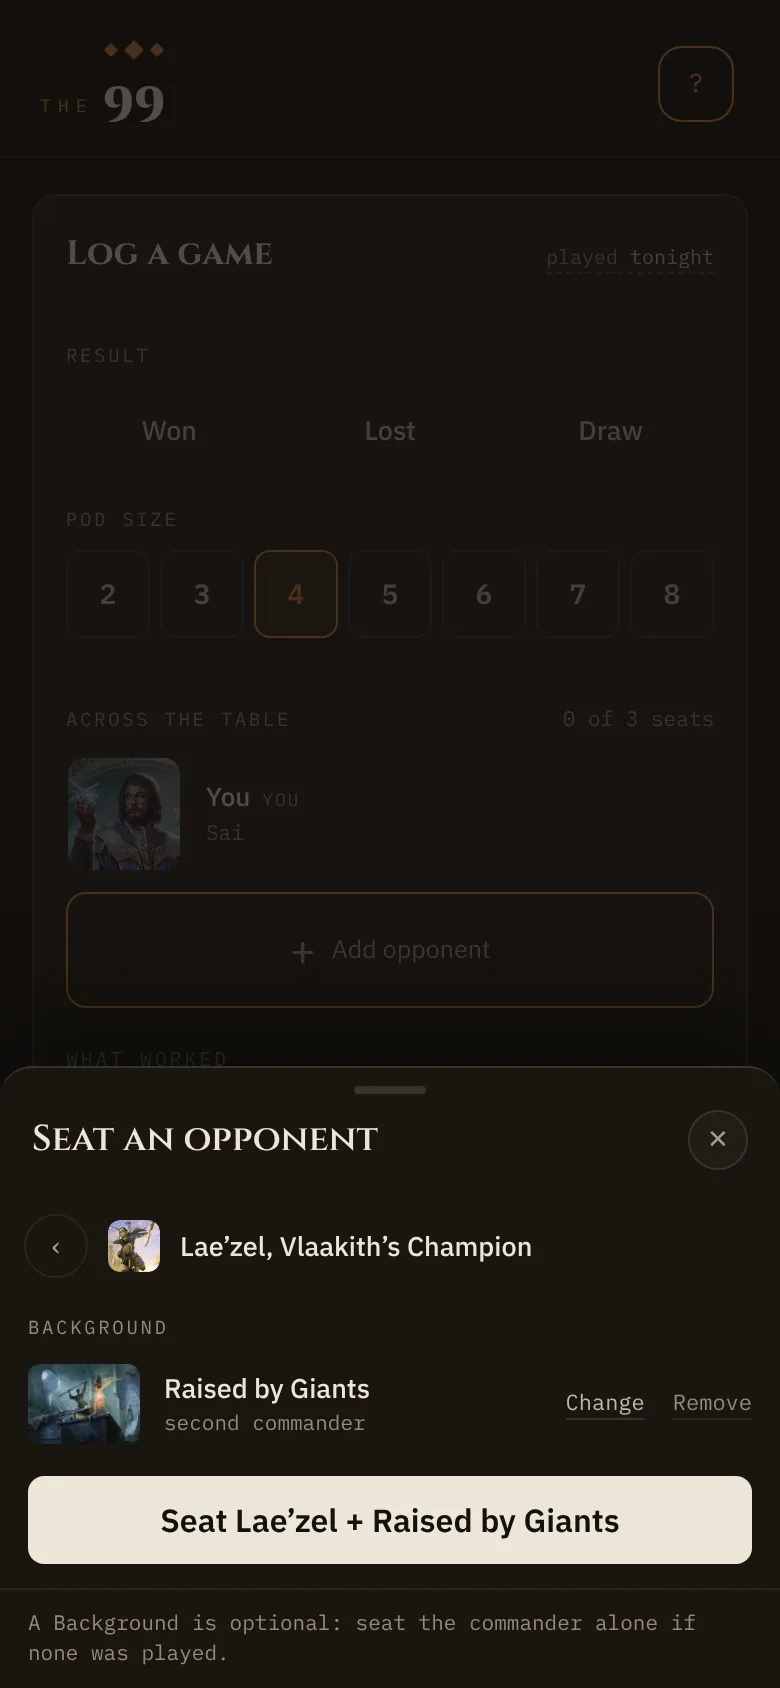 THE 99
?
LOG A GAME
played tonight
RESULT
Won Lost Draw
POD SIZE
2 3 4 5 6 7 8
ACROSS THE TABLE 0 of 3 seats
You YOU
Sai
+ Add opponent
WHAT WORKED
SEAT AN OPPONENT
×
‹ Lae’zel, Vlaakith’s Champion
BACKGROUND
Raised by Giants
second commander
Change Remove
Seat Lae’zel + Raised by Giants
A Background is optional: seat the commander alone if
none was played.